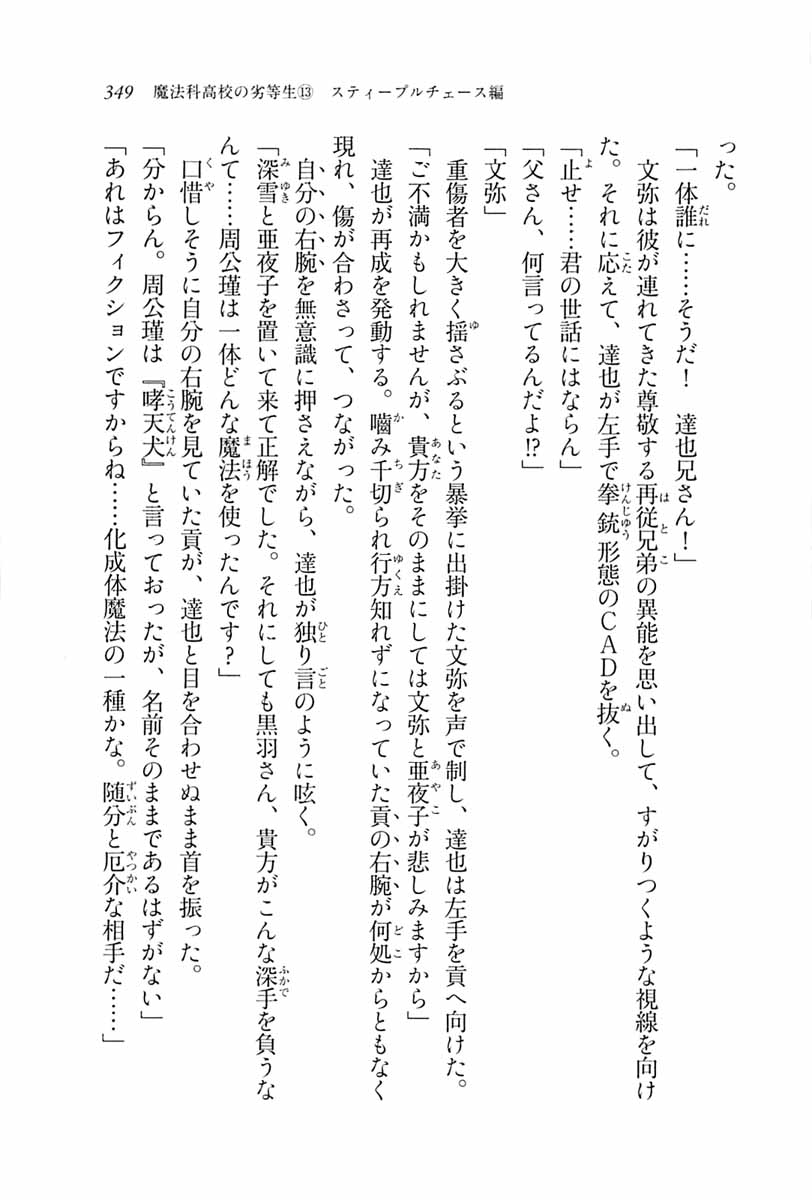 349 魔法科高校の劣等生⑬ スティープルチェース編
った。
「一体誰に……そうだ! 達也兄さん!」
文弥は彼が連れてきた尊敬する再従兄弟の異能を思い出して、すがりつくような視線を向け
た。それに応えて、達也が左手で拳銃形態のCADを抜く。
「止せ……君の世話にはならん」
「父さん、何言ってるんだよ!?」
「文弥」
重傷者を大きく揺さぶるという暴挙に出掛けた文弥を声で制し、達也は左手を貢へ向けた。
「ご不満かもしれませんが、貴方をそのままにしては文弥と亜夜子が悲しみますから」
達也が再成を発動する。嚙み千切られ行方知れずになっていた貢の右腕が何処からともなく
現れ、傷が合わさって、つながった。
自分の右腕を無意識に押さえながら、達也が独り言のように呟く。
「深雪と亜夜子を置いて来て正解でした。それにしても黒羽さん、貴方がこんな深手を負うな
んて……周公瑾は一体どんな魔法を使ったんです?」
口惜しそうに自分の右腕を見ていた貢が、達也と目を合わせぬまま首を振った。
「分からん。周公瑾は『哮天犬』と言っておったが、名前そのままであるはずがない」
「あれはフィクションですからね……化成体魔法の一種かな。随分と厄介な相手だ……」